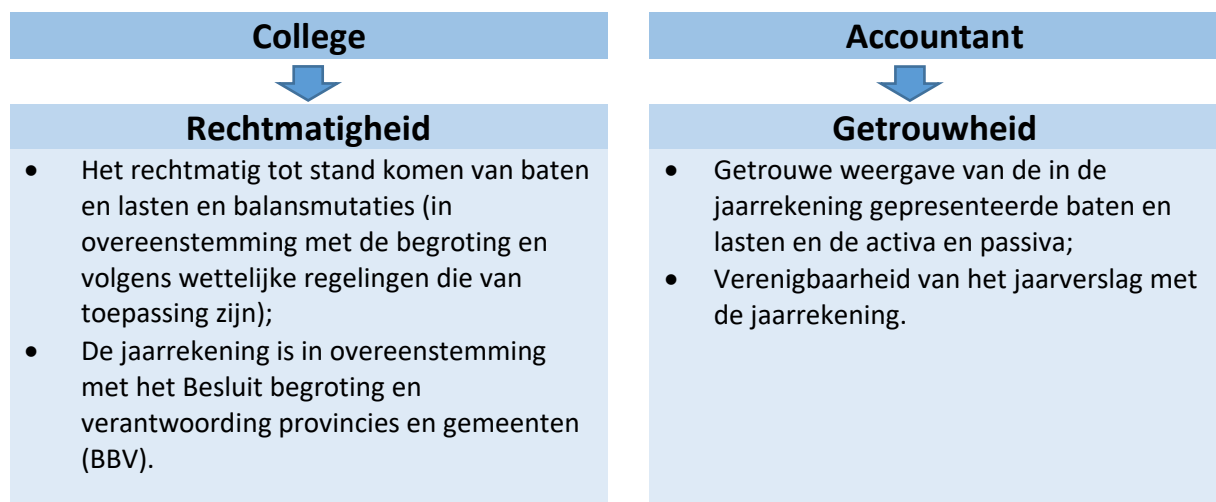 College
Rechtmatigheid
• Het rechtmatig tot stand komen van baten
en lasten en balansmutaties (in
overeenstemming met de begroting en
volgens wettelijke regelingen die van
toepassing zijn);
• De jaarrekening is in overeenstemming
met het Besluit begroting en
verantwoording provincies en gemeenten
(BBV).
Accountant
Getrouwheid
• Getrouwe weergave van de in de
jaarrekening gepresenteerde baten en
lasten en de activa en passiva;
• Verenigbaarheid van het jaarverslag met
de jaarrekening.